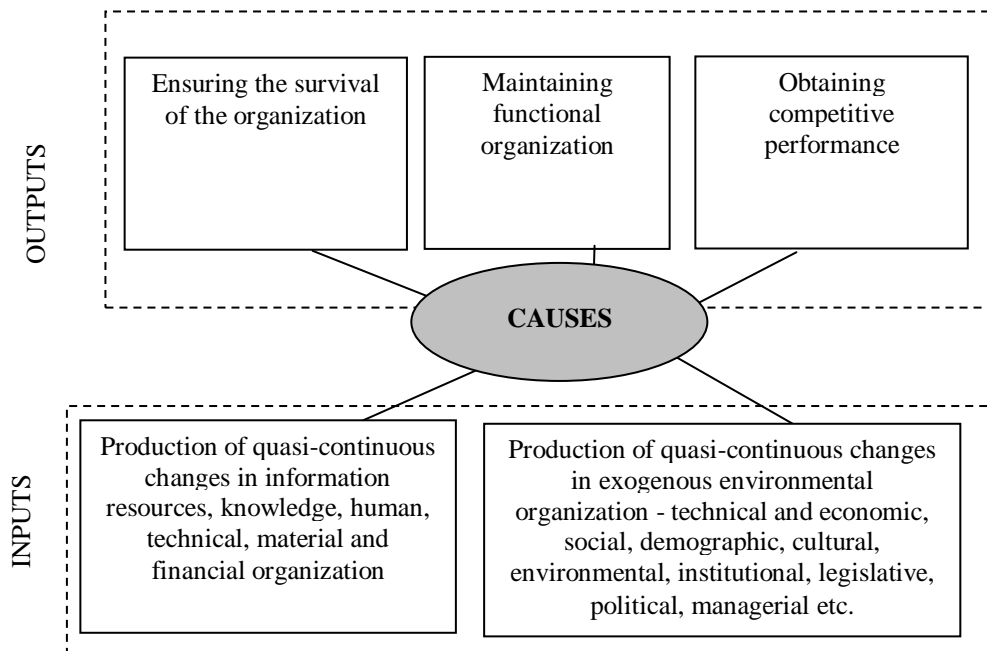 OUTPUTS
Ensuring the survival
of the organization
Maintaining
functional
organization
Obtaining
competitive
performance
CAUSES
INPUTS
Production of quasi-continuous
changes in information
resources, knowledge, human,
technical, material and
financial organization
Production of quasi-continuous changes
in exogenous environmental
organization - technical and economic,
social, demographic, cultural,
environmental, institutional, legislative,
political, managerial etc.